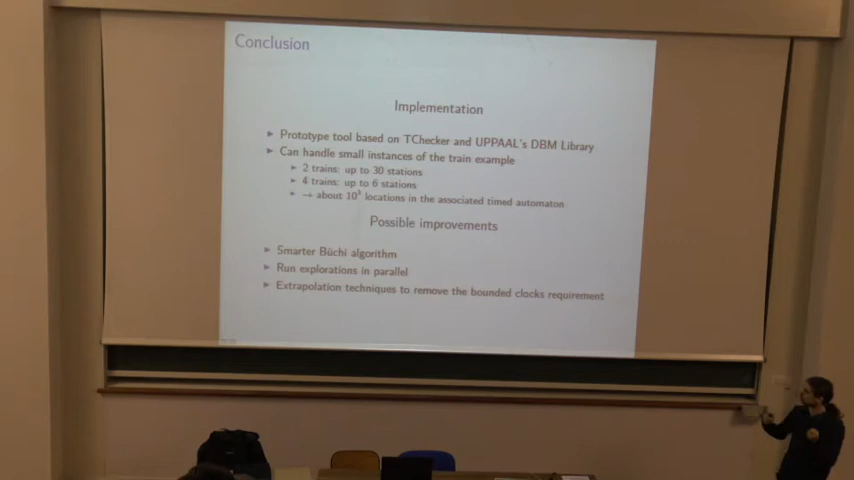 Conclusion
Implementation
▶ Prototype tool based on TChecker and UPPAAL's DBM Library
▶ Can handle small instances of the train example
▶ 2 trains: up to 30 stations
▶ 4 trains: up to 6 stations
▶ → about 10³ locations in the associated timed automaton
Possible improvements
▶ Smarter Büchi algorithm
▶ Run explorations in parallel
▶ Extrapolation techniques to remove the bounded clocks requirement